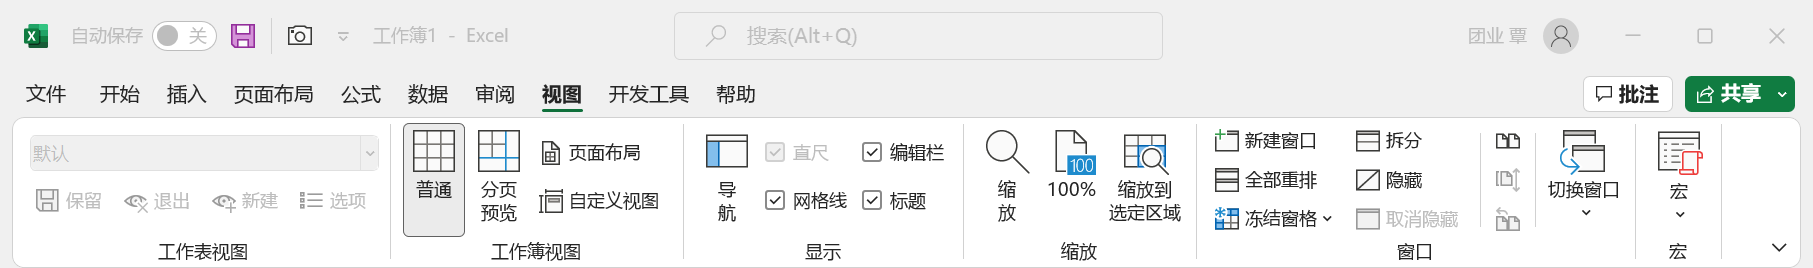 自动保存 关 工作簿1 - Excel 搜索(Alt+Q) 团业 覃
文件 开始 插入 页面布局 公式 数据 审阅 视图 开发工具 帮助 批注 共享
默认
保留 退出 新建 选项
工作表视图
普通
分页
预览
页面布局
自定义视图
工作簿视图
导
航
直尺 编辑栏
网格线 标题
显示
缩
放
100
100%
缩放到
选定区域
缩放
新建窗口
全部重排
冻结窗格
拆分
隐藏
取消隐藏
切换窗口
窗口
宏
宏